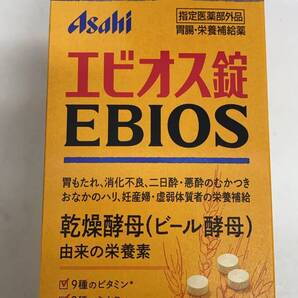 Asahi
指定医薬部外品
胃腸・栄養補給薬
エビオス錠
EBIOS
胃もたれ、消化不良、二日酔・悪酔のむかつき
おなかのハリ、妊産婦・虚弱体質者の栄養補給
乾燥酵母(ビール酵母)
由来の栄養素
9種のビタミン*